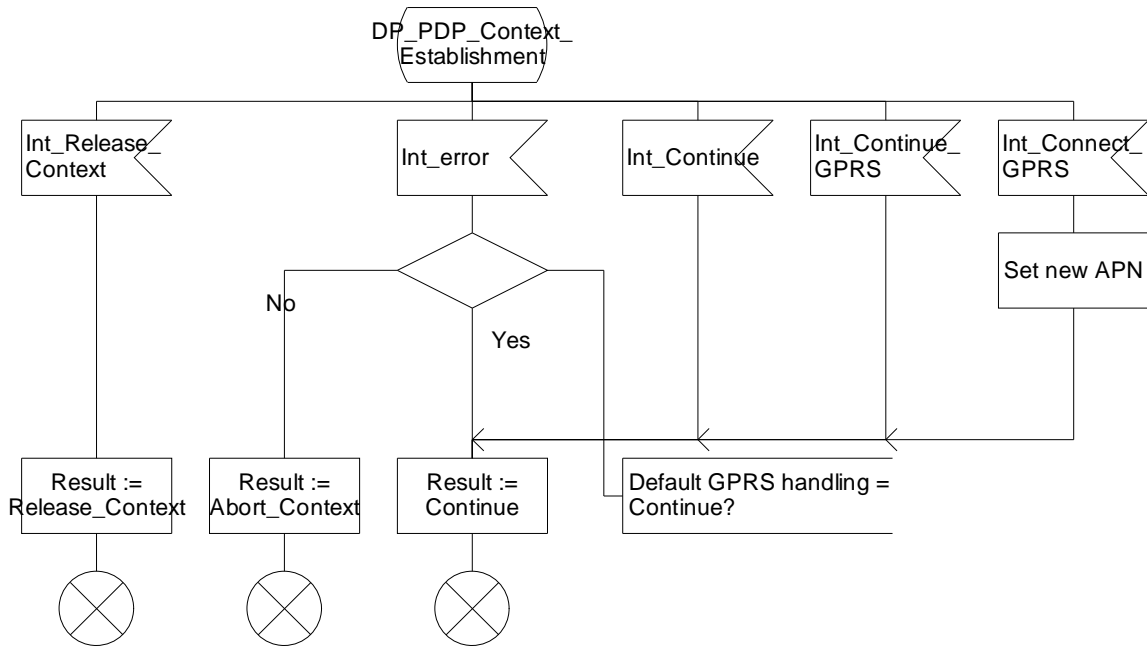 DP_PDP_Context_
Establishment
Int_Release_
Context
Int_error
Int_Continue
Int_Continue_
GPRS
Int_Connect_
GPRS
Set new APN
No
Yes
Result :=
Release_Context
Result :=
Abort_Context
Result :=
Continue
Default GPRS handling =
Continue?